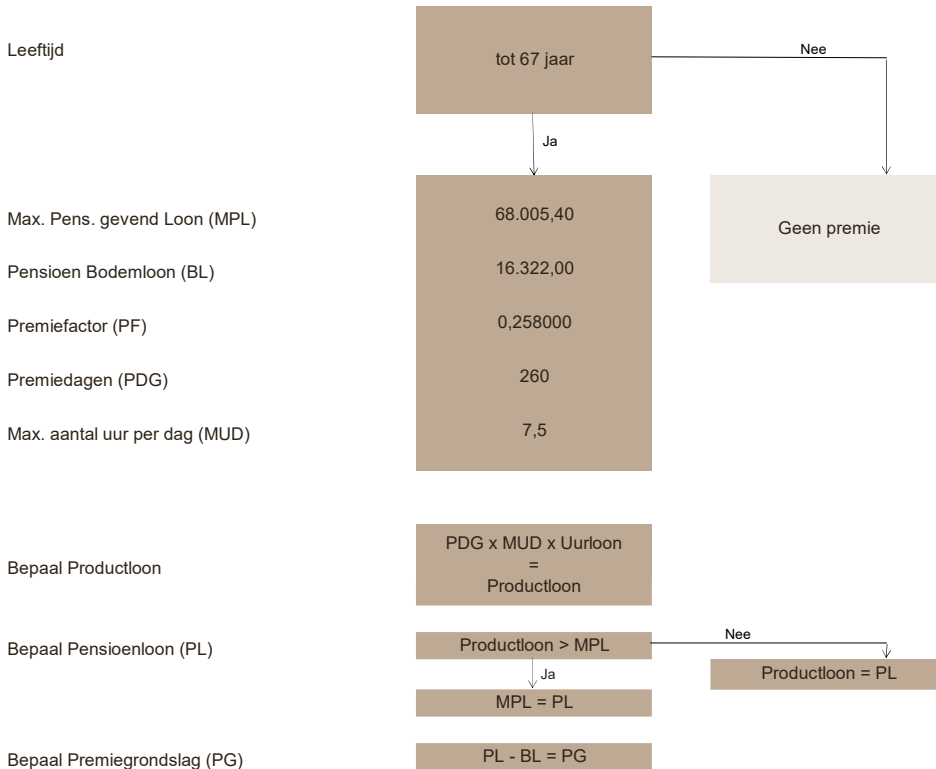 Leeftijd
tot 67 jaar
Nee
Ja
Max. Pens. gevend Loon (MPL)
68.005,40
Geen premie
Pensioen Bodemloon (BL)
16.322,00
Premiefactor (PF)
0,258000
Premiedagen (PDG)
260
Max. aantal uur per dag (MUD)
7,5
Bepaal Productloon
PDG x MUD x Uurloon
=
Productloon
Bepaal Pensioenloon (PL)
Productloon > MPL
Nee
Ja
Productloon = PL
MPL = PL
Bepaal Premiegrondslag (PG)
PL - BL = PG